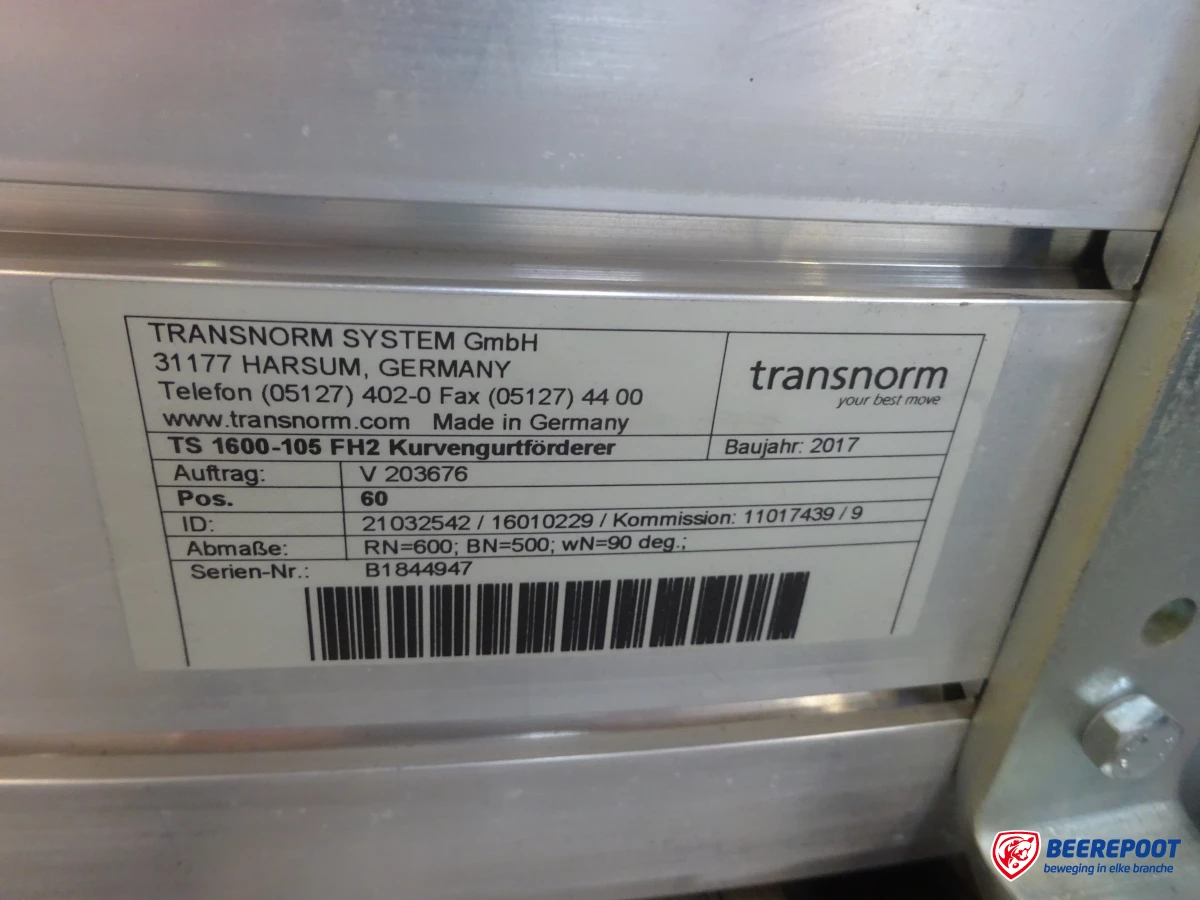 TRANSNORM SYSTEM GmbH
31177 HARSUM, GERMANY
Telefon (05127) 402-0 Fax (05127) 44 00
www.transnorm.com Made in Germany
transnorm
your best move
TS 1600-105 FH2 Kurvengurtförderer
Baujahr: 2017
Auftrag: V 203676
Pos. 60
ID: 21032542 / 16010229 / Kommission: 11017439 / 9
Abmaße: RN=600; BN=500; wN=90 deg.;
Serien-Nr.: B1844947
BEEREPOOT
beweging in elke branche